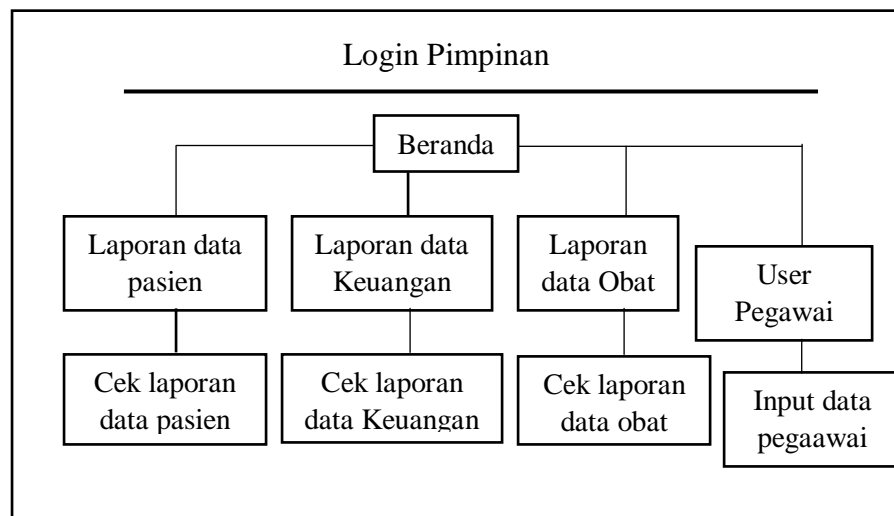 Login Pimpinan
Beranda
Laporan data
pasien
Laporan data
Keuangan
Laporan
data Obat
User
Pegawai
Cek laporan
data pasien
Cek laporan
data Keuangan
Cek laporan
data obat
Input data
pegaawai